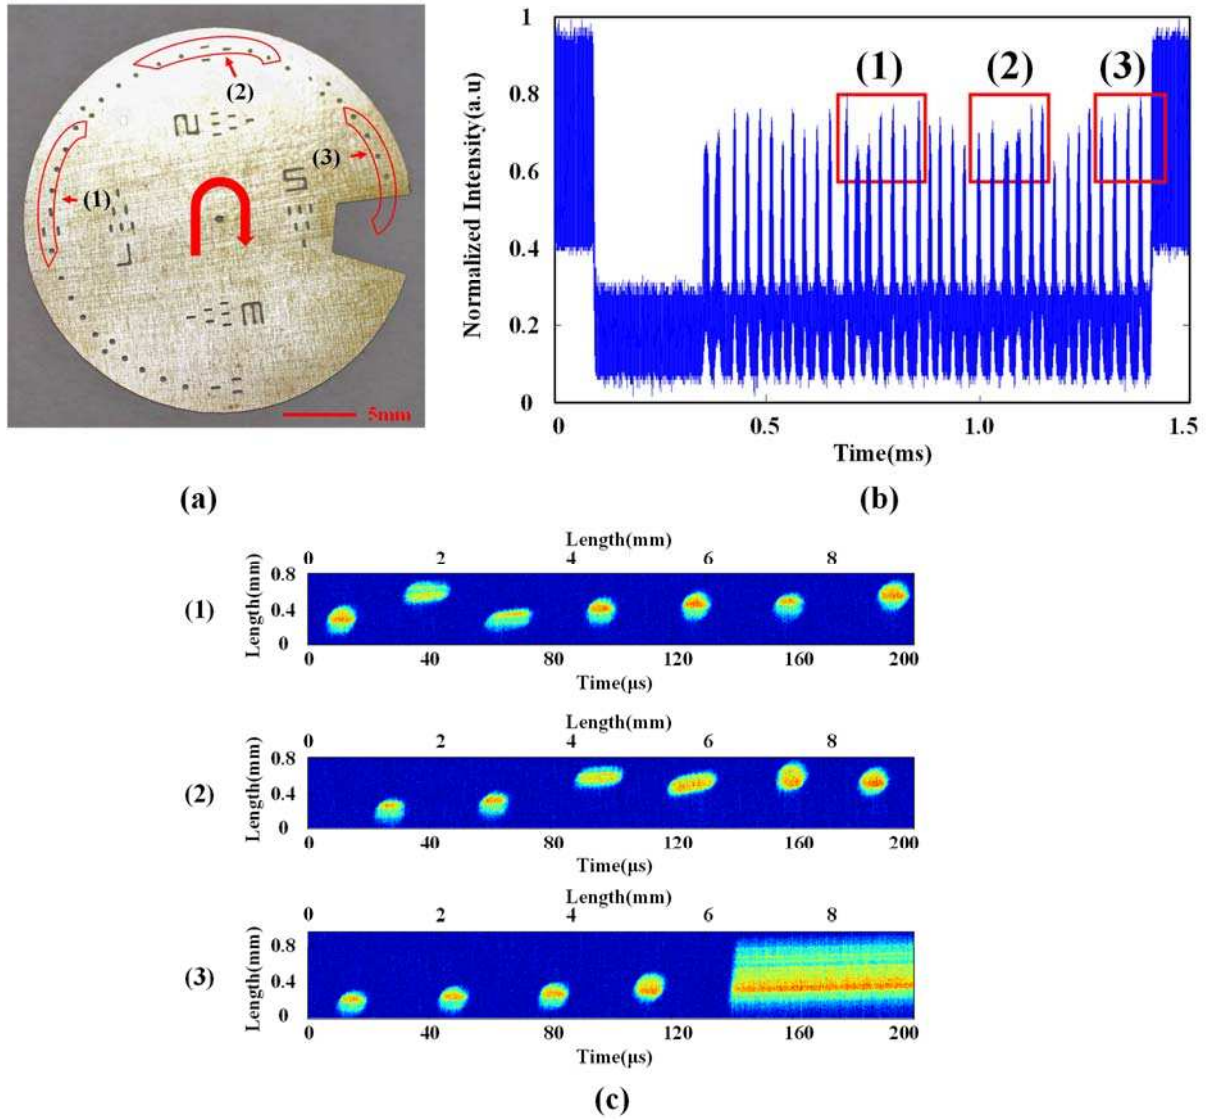 (1)
(2)
(3)
N
S
E
5mm
(a)
1
0.8
0.6
0.4
0.2
0
Normalized Intensity(a.u)
(1)
(2)
(3)
0
0.5
1.0
1.5
Time(ms)
(b)
Length(mm)
0 2 4 6 8
(1)
Length(mm)
0.8
0.4
0
0 40 80 120 160 200
Time(μs)
Length(mm)
0 2 4 6 8
(2)
Length(mm)
0.8
0.4
0
0 40 80 120 160 200
Time(μs)
Length(mm)
0 2 4 6 8
(3)
Length(mm)
0.8
0.4
0
0 40 80 120 160 200
Time(μs)
(c)